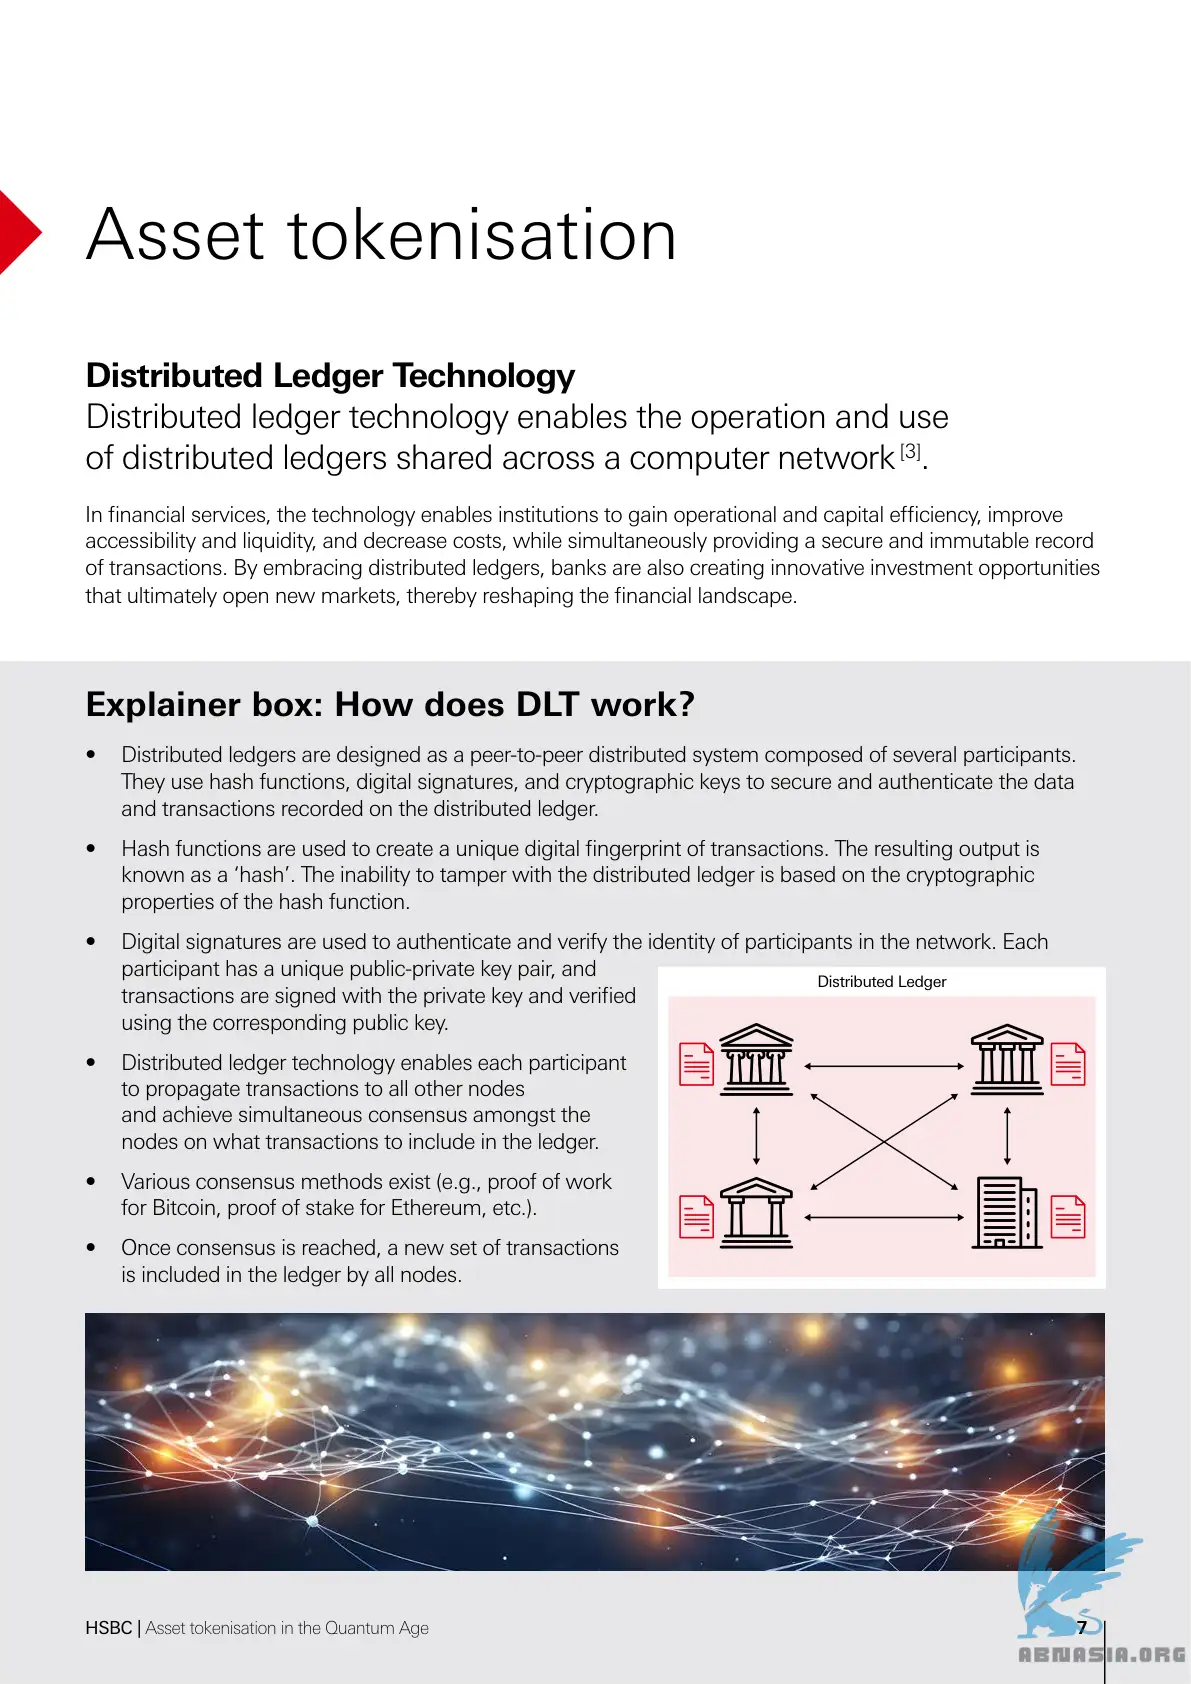 Asset tokenisation
Distributed Ledger Technology
Distributed ledger technology enables the operation and use
of distributed ledgers shared across a computer network [3].
In financial services, the technology enables institutions to gain operational and capital efficiency, improve
accessibility and liquidity, and decrease costs, while simultaneously providing a secure and immutable record
of transactions. By embracing distributed ledgers, banks are also creating innovative investment opportunities
that ultimately open new markets, thereby reshaping the financial landscape.
Explainer box: How does DLT work?
• Distributed ledgers are designed as a peer-to-peer distributed system composed of several participants.
They use hash functions, digital signatures, and cryptographic keys to secure and authenticate the data
and transactions recorded on the distributed ledger.
• Hash functions are used to create a unique digital fingerprint of transactions. The resulting output is
known as a ‘hash’. The inability to tamper with the distributed ledger is based on the cryptographic
properties of the hash function.
• Digital signatures are used to authenticate and verify the identity of participants in the network. Each
participant has a unique public-private key pair, and
transactions are signed with the private key and verified
using the corresponding public key.
• Distributed ledger technology enables each participant
to propagate transactions to all other nodes
and achieve simultaneous consensus amongst the
nodes on what transactions to include in the ledger.
• Various consensus methods exist (e.g., proof of work
for Bitcoin, proof of stake for Ethereum, etc.).
• Once consensus is reached, a new set of transactions
is included in the ledger by all nodes.
Distributed Ledger
HSBC | Asset tokenisation in the Quantum Age
7
ABNASIA.ORG